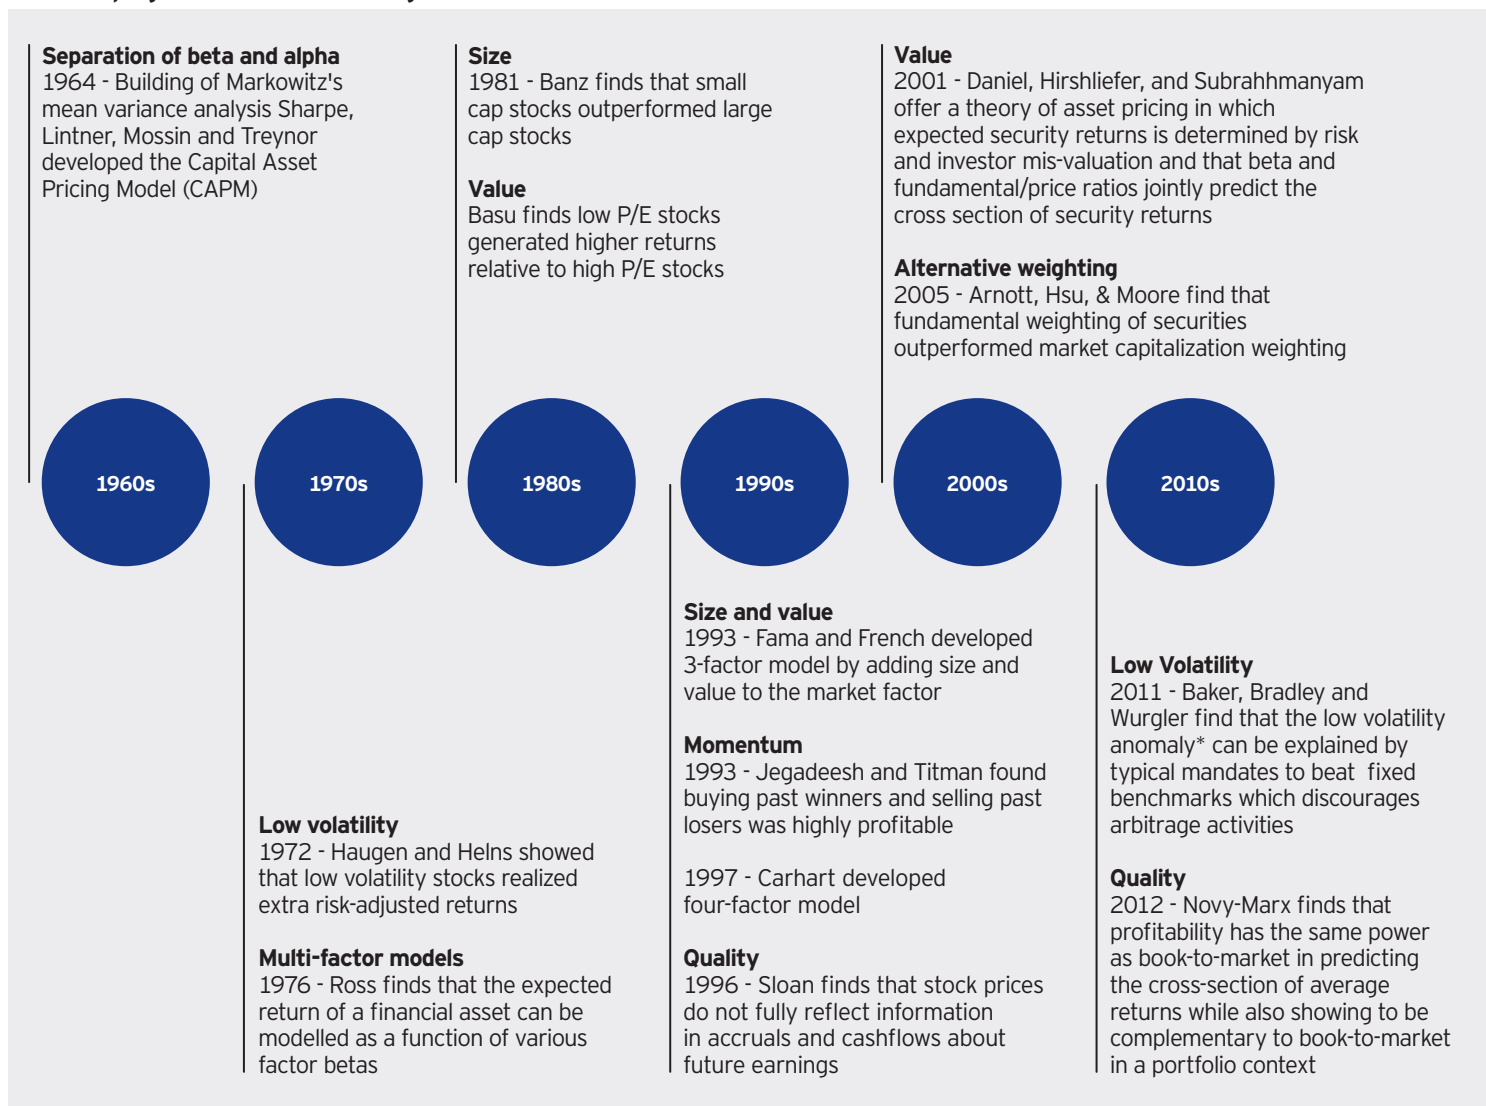 Separation of beta and alpha
1964 - Building of Markowitz's
mean variance analysis Sharpe,
Lintner, Mossin and Treynor
developed the Capital Asset
Pricing Model (CAPM)
Size
1981 - Banz finds that small
cap stocks outperformed large
cap stocks
Value
Basu finds low P/E stocks
generated higher returns
relative to high P/E stocks
Value
2001 - Daniel, Hirshliefer, and Subrahhmanyam
offer a theory of asset pricing in which
expected security returns is determined by risk
and investor mis-valuation and that beta and
fundamental/price ratios jointly predict the
cross section of security returns
Alternative weighting
2005 - Arnott, Hsu, & Moore find that
fundamental weighting of securities
outperformed market capitalization weighting
1960s
1970s
1980s
1990s
2000s
2010s
Low volatility
1972 - Haugen and Helns showed
that low volatility stocks realized
extra risk-adjusted returns
Multi-factor models
1976 - Ross finds that the expected
return of a financial asset can be
modelled as a function of various
factor betas
Size and value
1993 - Fama and French developed
3-factor model by adding size and
value to the market factor
Momentum
1993 - Jegadeesh and Titman found
buying past winners and selling past
losers was highly profitable
1997 - Carhart developed
four-factor model
Quality
1996 - Sloan finds that stock prices
do not fully reflect information
in accruals and cashflows about
future earnings
Low Volatility
2011 - Baker, Bradley and
Wurgler find that the low volatility
anomaly* can be explained by
typical mandates to beat  fixed
benchmarks which discourages
arbitrage activities
Quality
2012 - Novy-Marx finds that
profitability has the same power
as book-to-market in predicting
the cross-section of average
returns while also showing to be
complementary to book-to-market
in a portfolio context